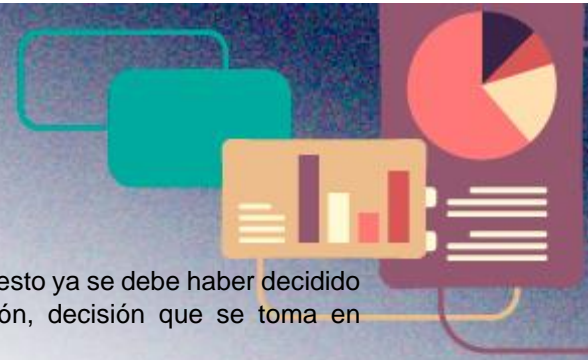 esto ya se debe haber decidido
ón, decisión que se toma en